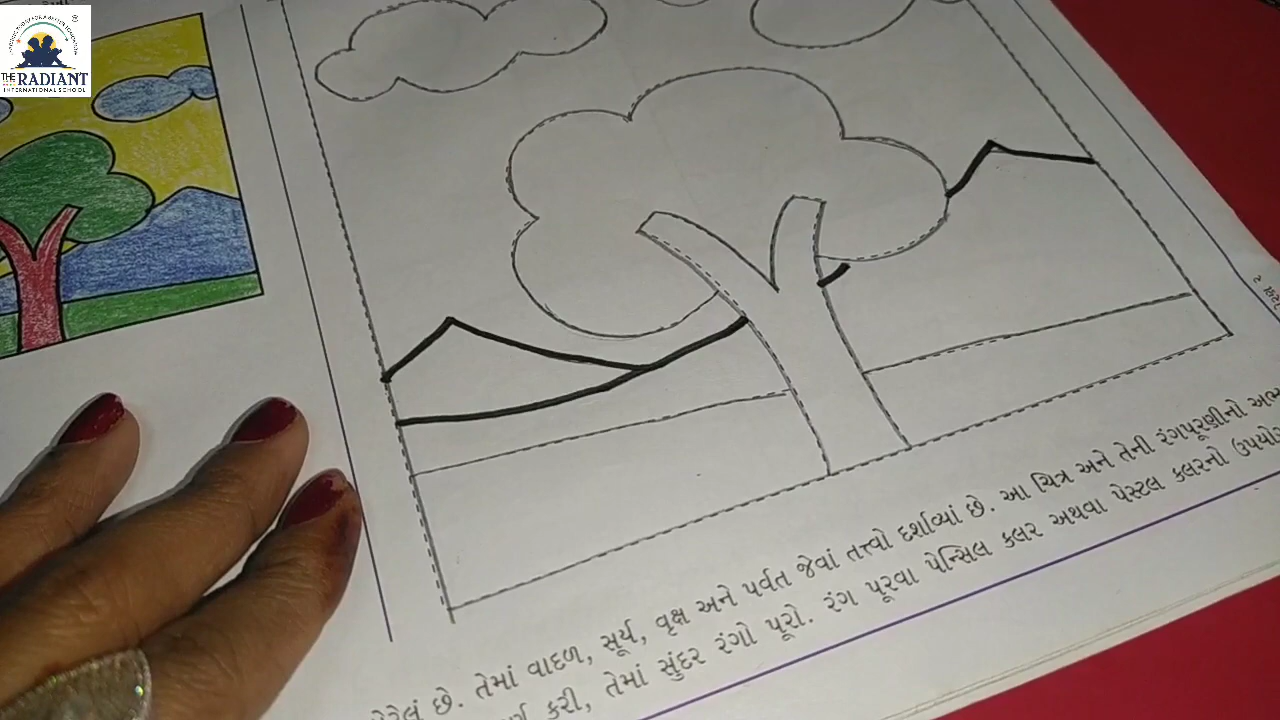 THE RADIANT
INTERNATIONAL SCHOOL
છે. તેમાં વાદળ, સૂર્ય, વૃક્ષ અને પર્વત જેવાં તત્ત્વો દર્શાવ્યાં છે. આ ચિત્ર અને તેની રંગપૂરણીનો
કરી, તેમાં સુંદર રંગો પૂરો. રંગ પૂરવા પેન્સિલ કલર અથવા પેસ્ટલ કલરનો